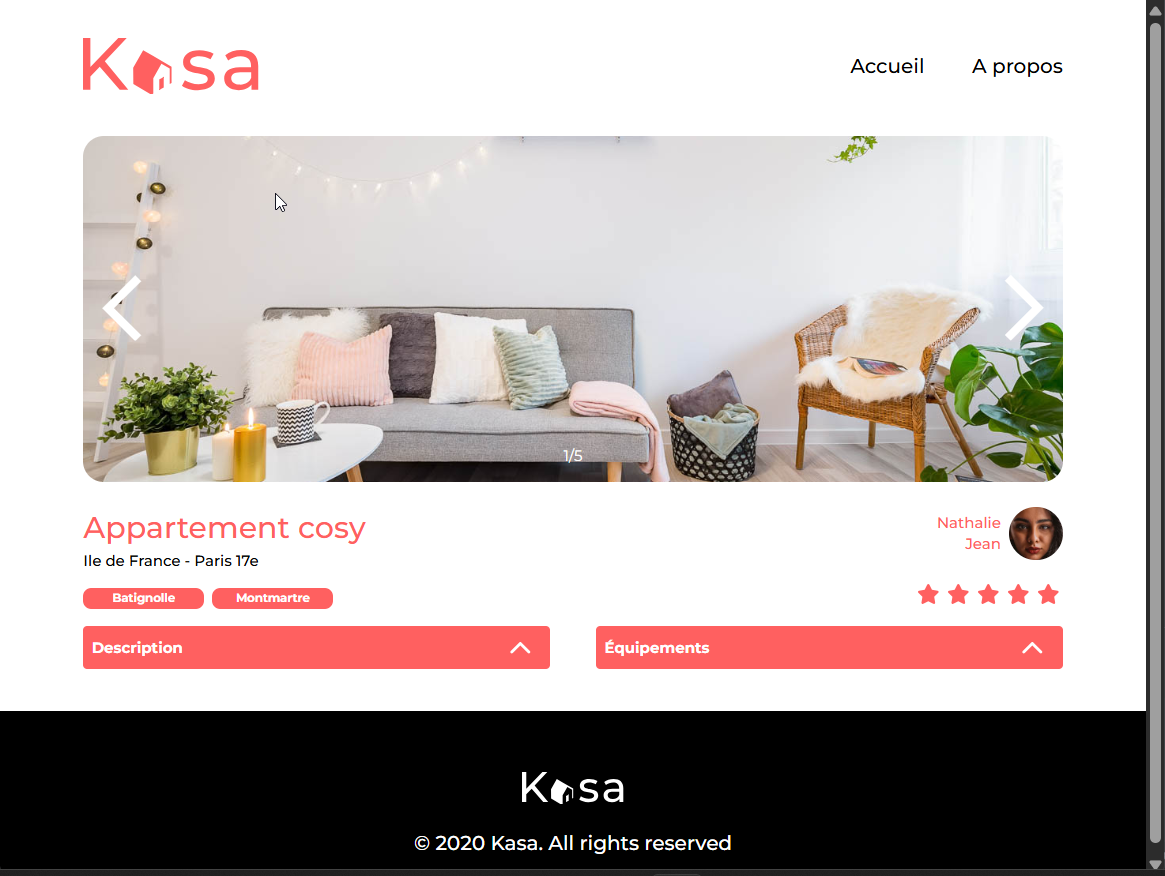 Kasa
Accueil
A propos
1/5
Appartement cosy
Ile de France - Paris 17e
Batignolle
Montmartre
Nathalie
Jean
Description
Équipements
Kasa
© 2020 Kasa. All rights reserved